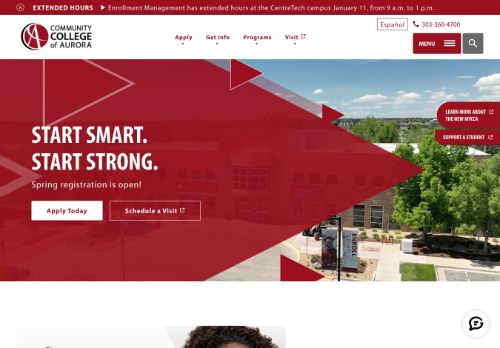 EXTENDED HOURS ▶ Enrollment Management has extended hours at the CentreTech campus January 11, from 9 a.m. to 1 p.m.
Español 303-360-4700
COMMUNITY
COLLEGE
of AURORA
Apply Get Info Programs Visit
MENU
LEARN MORE ABOUT
THE NEW MYCCA
SUPPORT A STUDENT
START SMART.
START STRONG.
Spring registration is open!
Apply Today Schedule a Visit
ENROLL